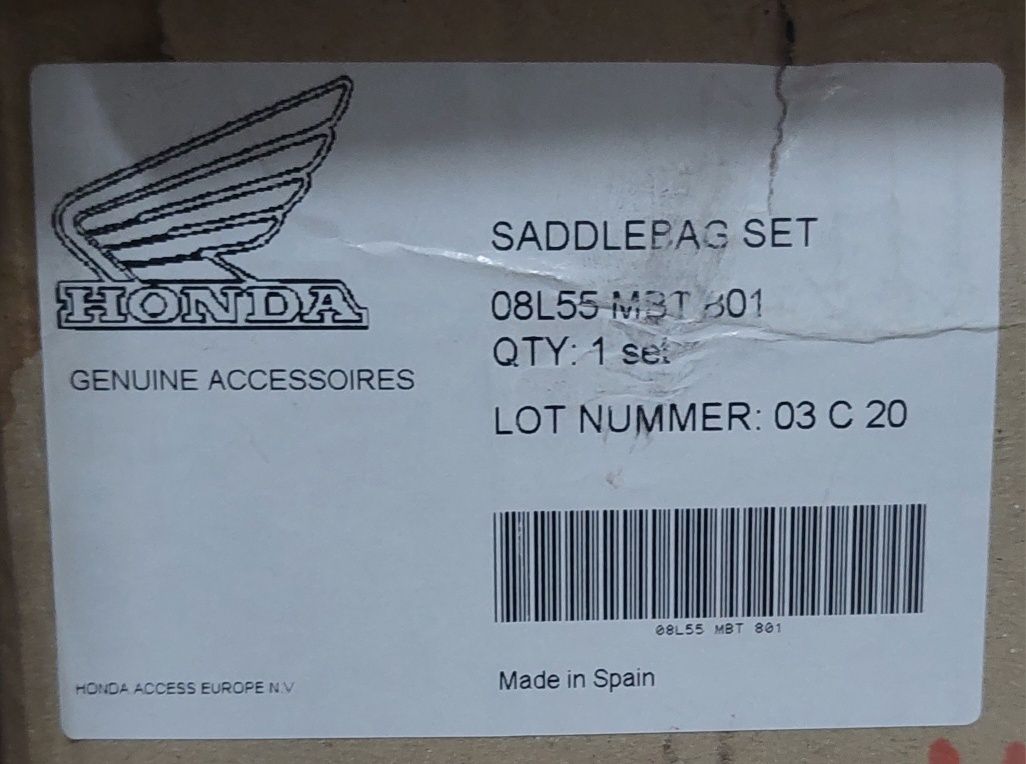 HONDA
GENUINE ACCESSOIRES
SADDLEBAG SET
08L55 MBT 801
QTY: 1 set
LOT NUMMER: 03 C 20
08L55 MBT 801
Made in Spain
HONDA ACCESS EUROPE N.V